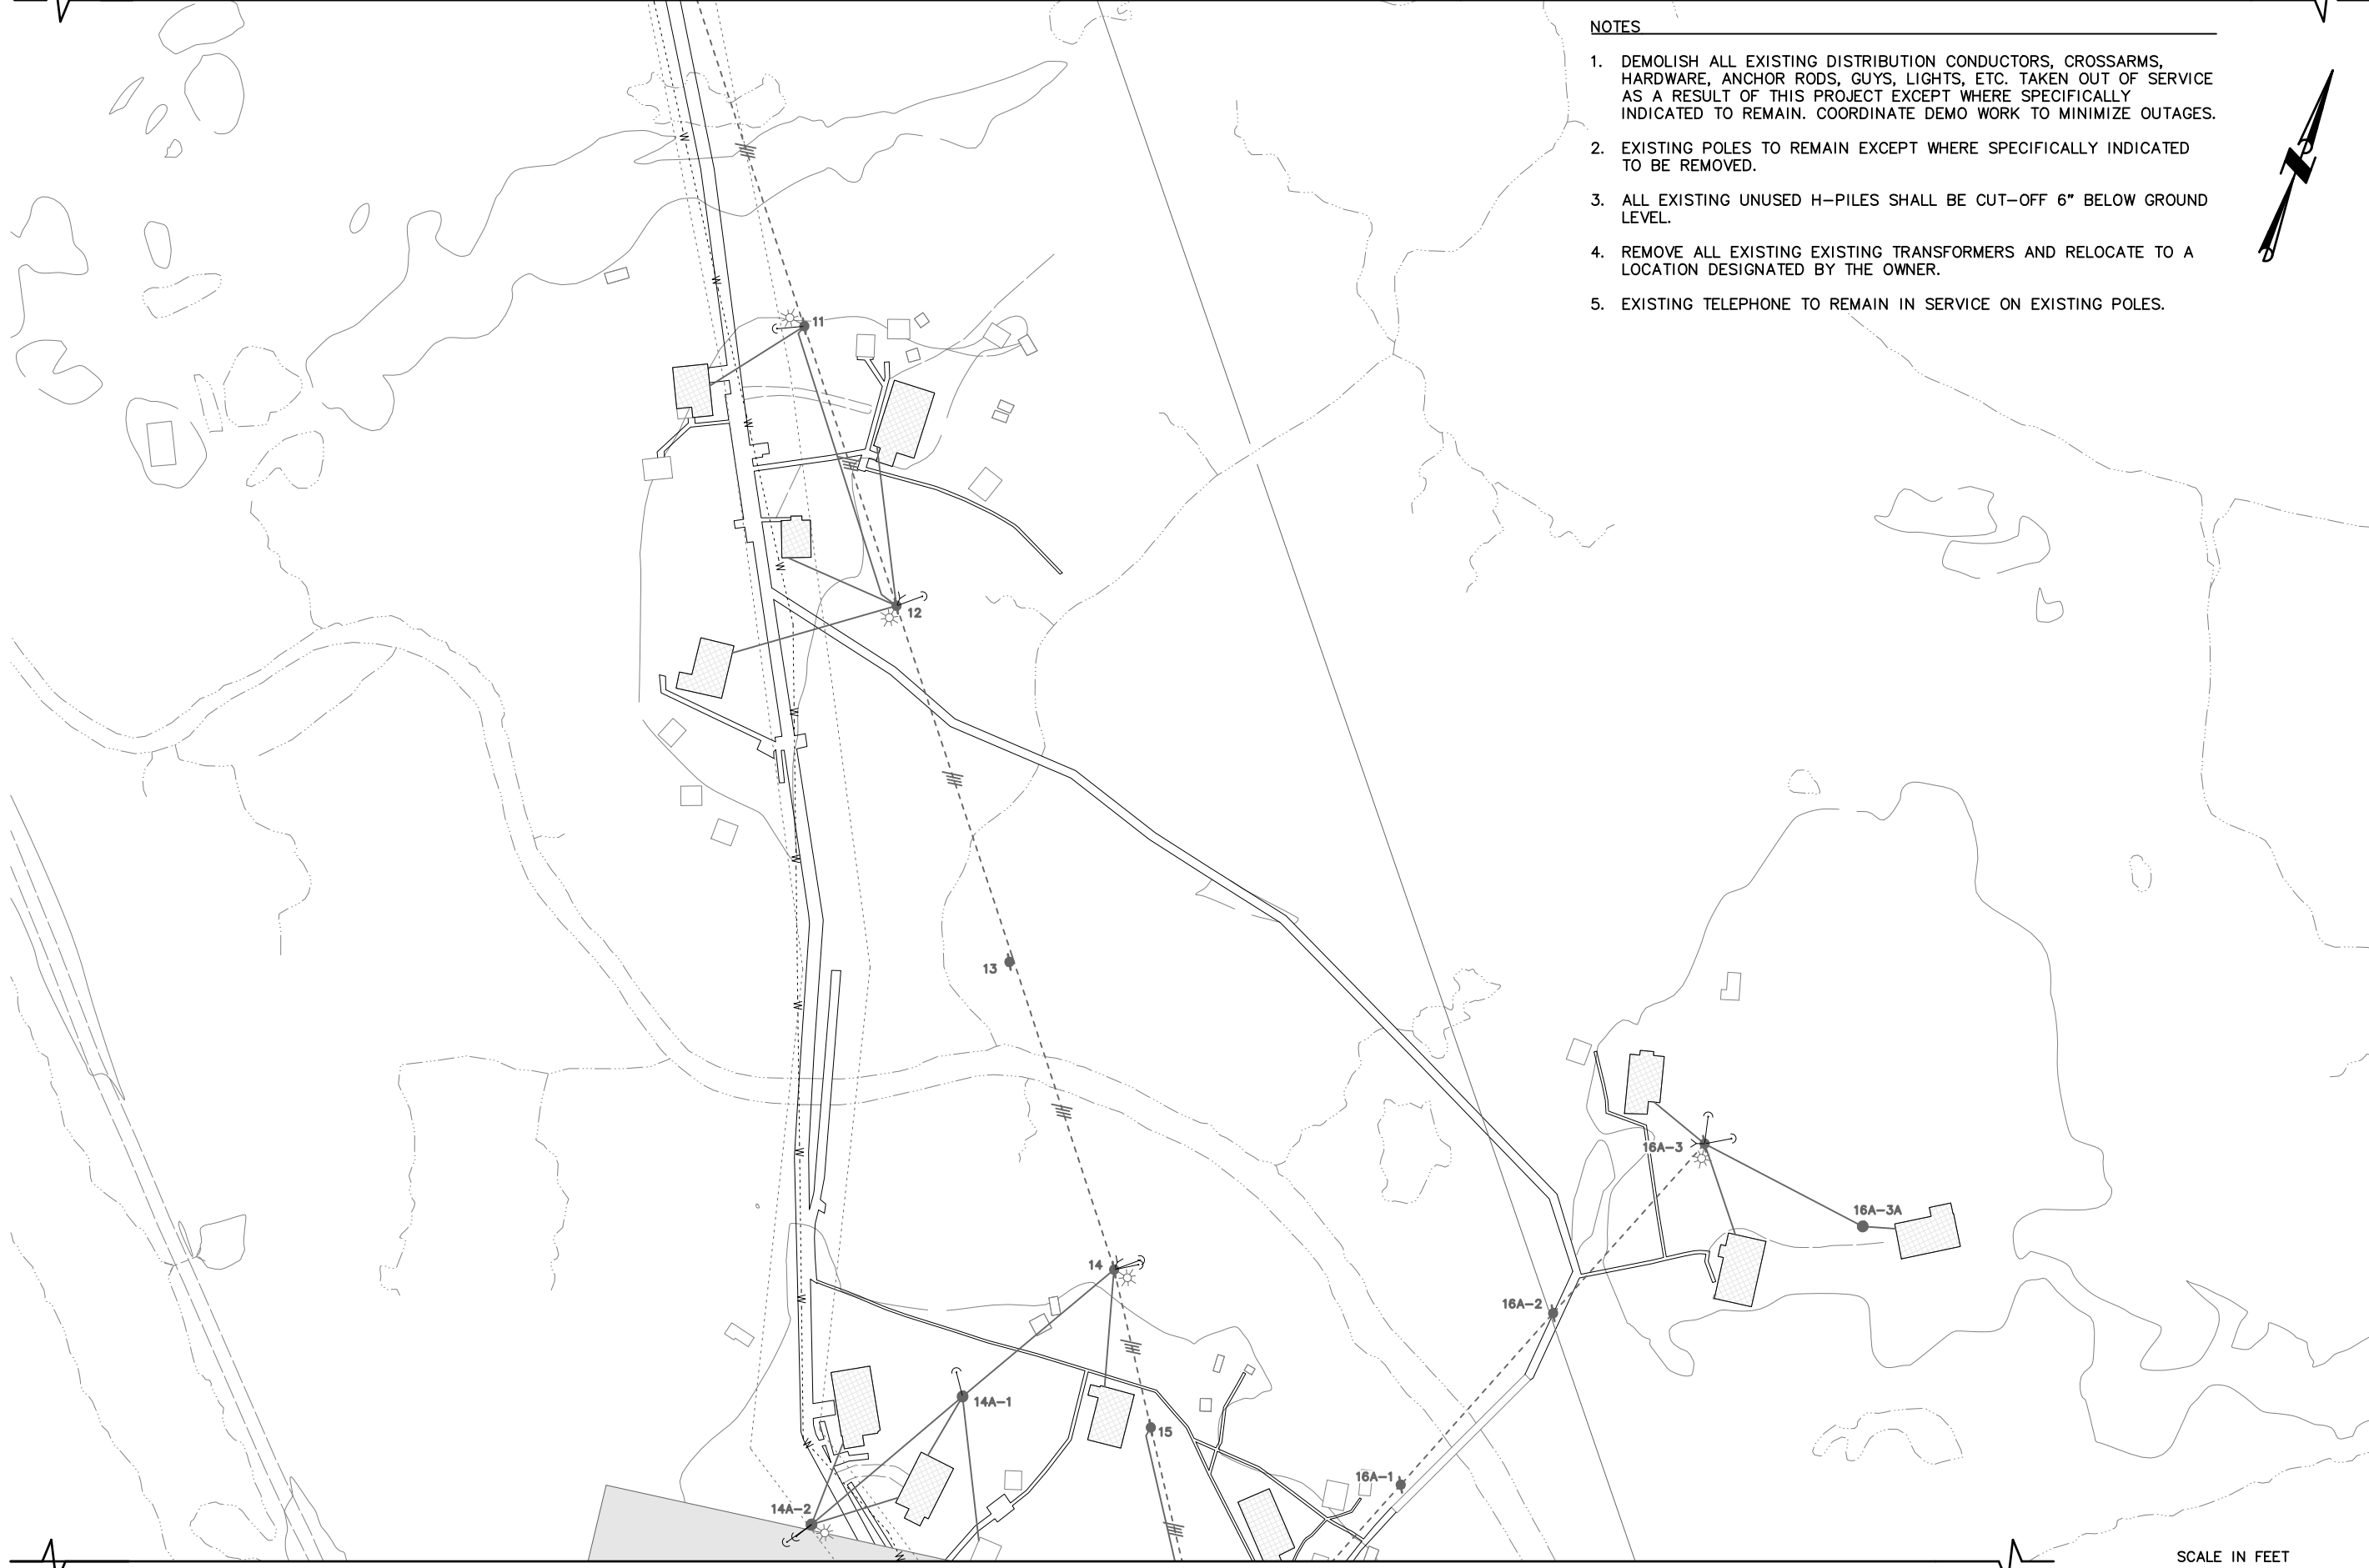 NOTES
1. DEMOLISH ALL EXISTING DISTRIBUTION CONDUCTORS, CROSSARMS,
HARDWARE, ANCHOR RODS, GUYS, LIGHTS, ETC. TAKEN OUT OF SERVICE
AS A RESULT OF THIS PROJECT EXCEPT WHERE SPECIFICALLY
INDICATED TO REMAIN. COORDINATE DEMO WORK TO MINIMIZE OUTAGES.
2. EXISTING POLES TO REMAIN EXCEPT WHERE SPECIFICALLY INDICATED
TO BE REMOVED.
3. ALL EXISTING UNUSED H-PILES SHALL BE CUT-OFF 6" BELOW GROUND
LEVEL.
4. REMOVE ALL EXISTING EXISTING TRANSFORMERS AND RELOCATE TO A
LOCATION DESIGNATED BY THE OWNER.
5. EXISTING TELEPHONE TO REMAIN IN SERVICE ON EXISTING POLES.
W
W
11
W
W
12
W
W
13
W
16A-3
W
16A-3A
14
W
16A-2
14A-1
15
W
16A-1
14A-2
W
SCALE IN FEET